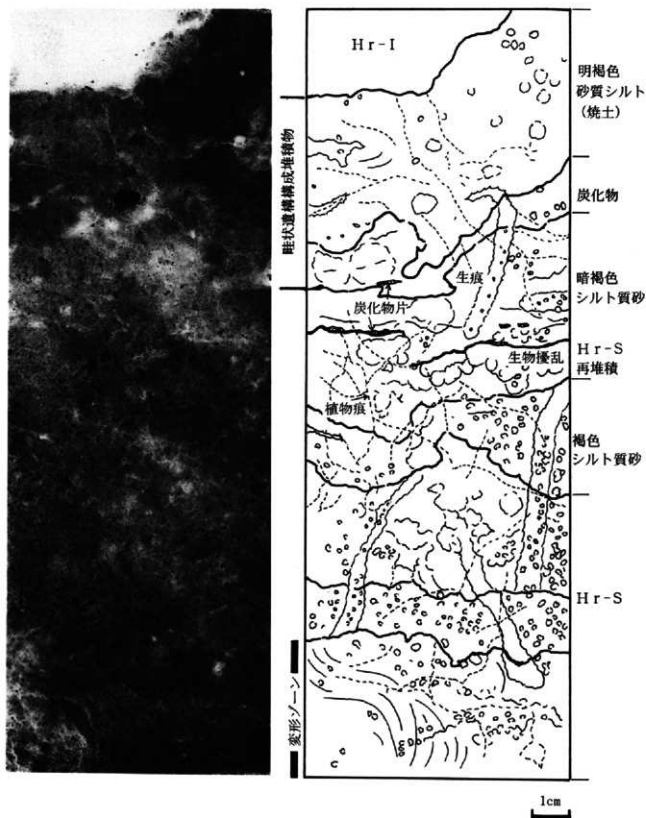 Hr-I
明褐色
砂質シルト
(焼土)
畦状遺構構成堆積物
炭化物
生痕
炭化物片
暗褐色
シルト質砂
Hr-S
再堆積
生物擾乱
植物痕
褐色
シルト質砂
Hr-S
変形ゾーン
1cm